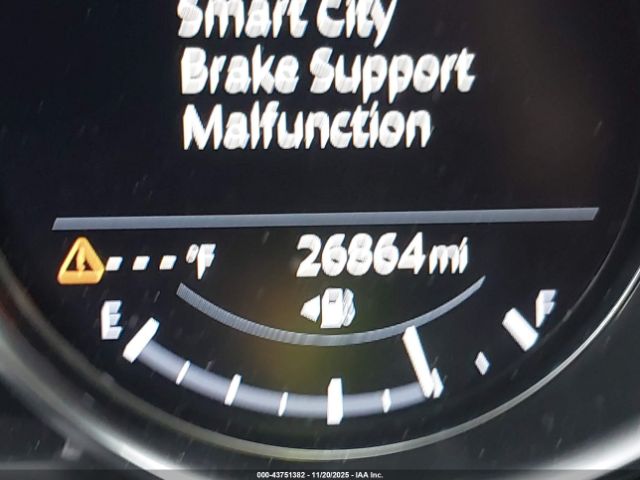 Smart City
Brake Support
Malfunction
---°F 26864 mi
E F
000-43751382 - 11/20/2025 - IAA Inc.